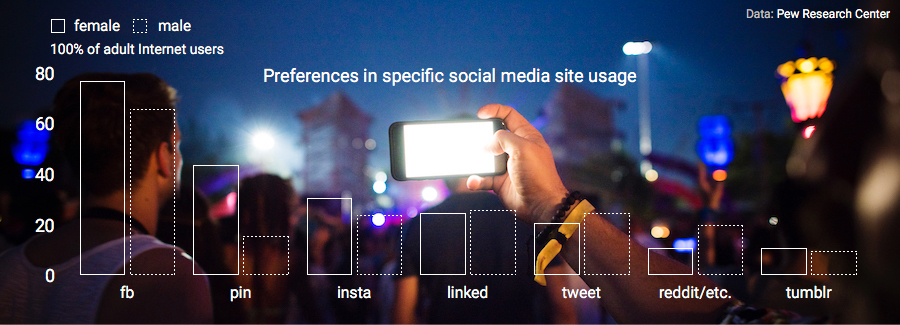 female male
Data: Pew Research Center
100% of adult Internet users
Preferences in specific social media site usage
80
60
40
20
0
fb pin insta linked tweet reddit/etc. tumblr